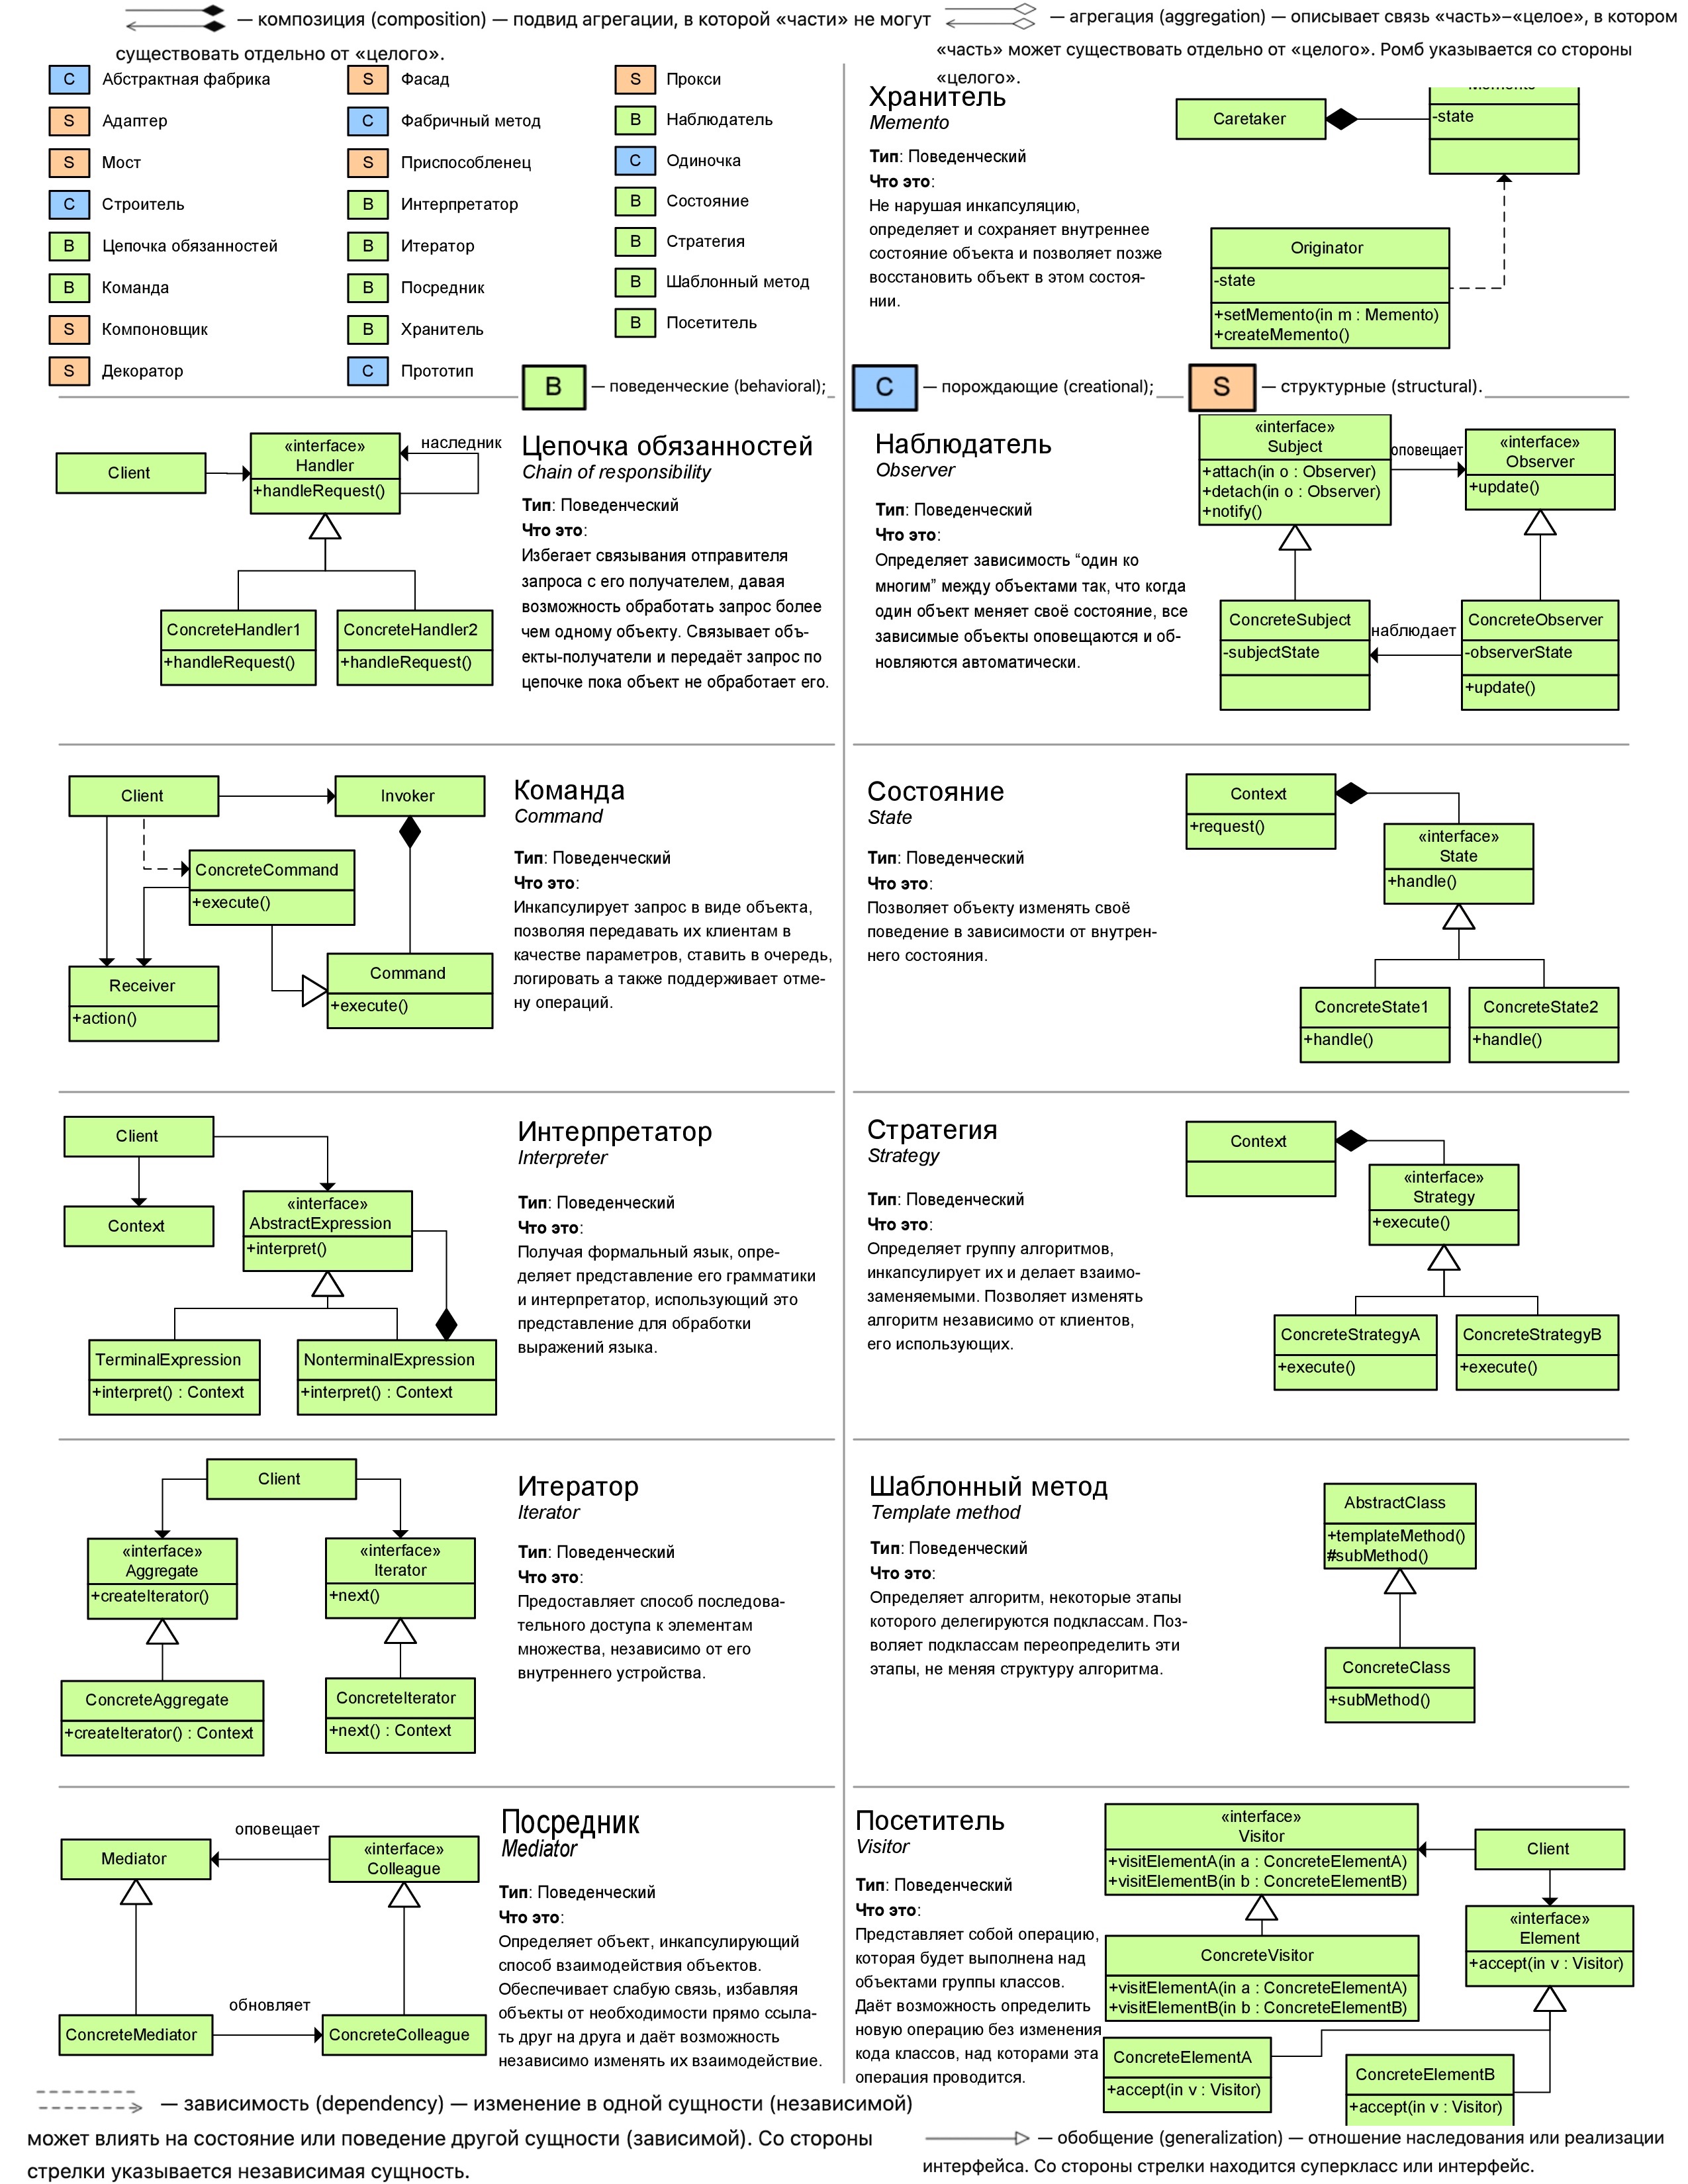 — композиция (composition) — подвид агрегации, в которой «части» не могут
существовать отдельно от «целого».
— агрегация (aggregation) — описывает связь «часть»–«целое», в котором
«часть» может существовать отдельно от «целого». Ромб указывается со стороны
«целого».
C Абстрактная фабрика
S Адаптер
S Мост
C Строитель
B Цепочка обязанностей
B Команда
S Компоновщик
S Декоратор
S Фасад
C Фабричный метод
S Приспособленец
B Интерпретатор
B Итератор
B Посредник
B Хранитель
C Прототип
S Прокси
B Наблюдатель
C Одиночка
B Состояние
B Стратегия
B Шаблонный метод
B Посетитель
Хранитель
Memento
Тип: Поведенческий
Что это:
Не нарушая инкапсуляцию,
определяет и сохраняет внутреннее
состояние объекта и позволяет позже
восстановить объект в этом состоя-
нии.
Caretaker
Memento
-state
Originator
-state
+setMemento(in m : Memento)
+createMemento()
B — поведенческие (behavioral);
C — порождающие (creational);
S — структурные (structural).
Client
«interface»
Handler
+handleRequest()
наследник
ConcreteHandler1
+handleRequest()
ConcreteHandler2
+handleRequest()
Цепочка обязанностей
Chain of responsibility
Тип: Поведенческий
Что это:
Избегает связывания отправителя
запроса с его получателем, давая
возможность обработать запрос более
чем одному объекту. Связывает объ-
екты-получатели и передаёт запрос по
цепочке пока объект не обработает его.
Наблюдатель
Observer
Тип: Поведенческий
Что это:
Определяет зависимость “один ко
многим” между объектами так, что когда
один объект меняет своё состояние, все
зависимые объекты оповещаются и об-
новляются автоматически.
«interface»
Subject
+attach(in o : Observer)
+detach(in o : Observer)
+notify()
оповещает
«interface»
Observer
+update()
ConcreteSubject
-subjectState
наблюдает
ConcreteObserver
-observerState
+update()
Client
Invoker
ConcreteCommand
+execute()
Receiver
+action()
Command
+execute()
Команда
Command
Тип: Поведенческий
Что это:
Инкапсулирует запрос в виде объекта,
позволяя передавать их клиентам в
качестве параметров, ставить в очередь,
логировать а также поддерживает отме-
ну операций.
Состояние
State
Тип: Поведенческий
Что это:
Позволяет объекту изменять своё
поведение в зависимости от внутрен-
него состояния.
Context
+request()
«interface»
State
+handle()
ConcreteState1
+handle()
ConcreteState2
+handle()
Client
Context
«interface»
AbstractExpression
+interpret()
TerminalExpression
+interpret() : Context
NonterminalExpression
+interpret() : Context
Интерпретатор
Interpreter
Тип: Поведенческий
Что это:
Получая формальный язык, опре-
деляет представление его грамматики
и интерпретатор, использующий это
представление для обработки
выражений языка.
Стратегия
Strategy
Тип: Поведенческий
Что это:
Определяет группу алгоритмов,
инкапсулирует их и делает взаимо-
заменяемыми. Позволяет изменять
алгоритм независимо от клиентов,
его использующих.
Context
«interface»
Strategy
+execute()
ConcreteStrategyA
+execute()
ConcreteStrategyB
+execute()
Client
«interface»
Aggregate
+createIterator()
«interface»
Iterator
+next()
ConcreteAggregate
+createIterator() : Context
ConcreteIterator
+next() : Context
Итератор
Iterator
Тип: Поведенческий
Что это:
Предоставляет способ последова-
тельного доступа к элементам
множества, независимо от его
внутреннего устройства.
Шаблонный метод
Template method
Тип: Поведенческий
Что это:
Определяет алгоритм, некоторые этапы
которого делегируются подклассам. Поз-
воляет подклассам переопределить эти
этапы, не меняя структуру алгоритма.
AbstractClass
+templateMethod()
#subMethod()
ConcreteClass
+subMethod()
Mediator
оповещает
«interface»
Colleague
ConcreteMediator
обновляет
ConcreteColleague
Посредник
Mediator
Тип: Поведенческий
Что это:
Определяет объект, инкапсулирующий
способ взаимодействия объектов.
Обеспечивает слабую связь, избавляя
объекты от необходимости прямо ссыла-
ть друг на друга и даёт возможность
независимо изменять их взаимодействие.
Посетитель
Visitor
Тип: Поведенческий
Что это:
Представляет собой операцию,
которая будет выполнена над
объектами группы классов.
Даёт возможность определить
новую операцию без изменения
кода классов, над которыми эта
операция проводится.
«interface»
Visitor
+visitElementA(in a : ConcreteElementA)
+visitElementB(in b : ConcreteElementB)
Client
«interface»
Element
+accept(in v : Visitor)
ConcreteVisitor
+visitElementA(in a : ConcreteElementA)
+visitElementB(in b : ConcreteElementB)
ConcreteElementA
+accept(in v : Visitor)
ConcreteElementB
+accept(in v : Visitor)
— зависимость (dependency) — изменение в одной сущности (независимой)
может влиять на состояние или поведение другой сущности (зависимой). Со стороны
стрелки указывается независимая сущность.
— обобщение (generalization) — отношение наследования или реализации
интерфейса. Со стороны стрелки находится суперкласс или интерфейс.